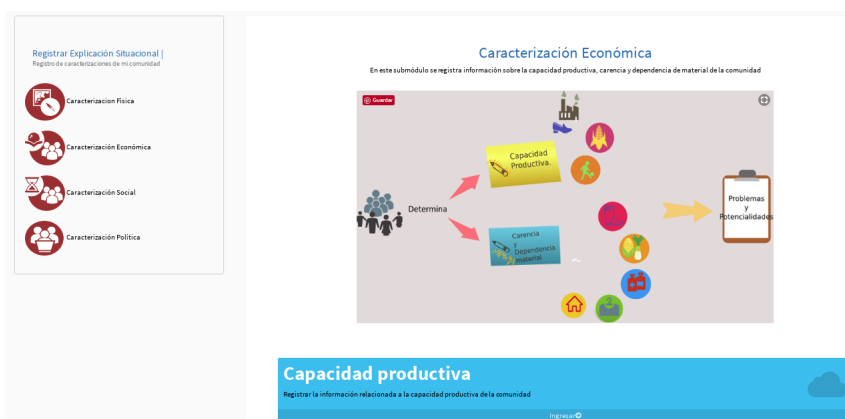 Registrar Explicación Situacional |
Registro de caracterizaciones de mi comunidad
Caracterizacion Fisica
Caracterización Económica
Caracterización Social
Caracterización Política
Caracterización Económica
En este submódulo se registra información sobre la capacidad productiva, carencia y dependencia de material de la comunidad
Guardar
Determina
Capacidad
Productiva.
Carencia
y
Dependencia
material
2
Problemas
y
Potencialidades
Capacidad productiva
Registrar la información relacionada a la capacidad productiva de la comunidad
Ingresar